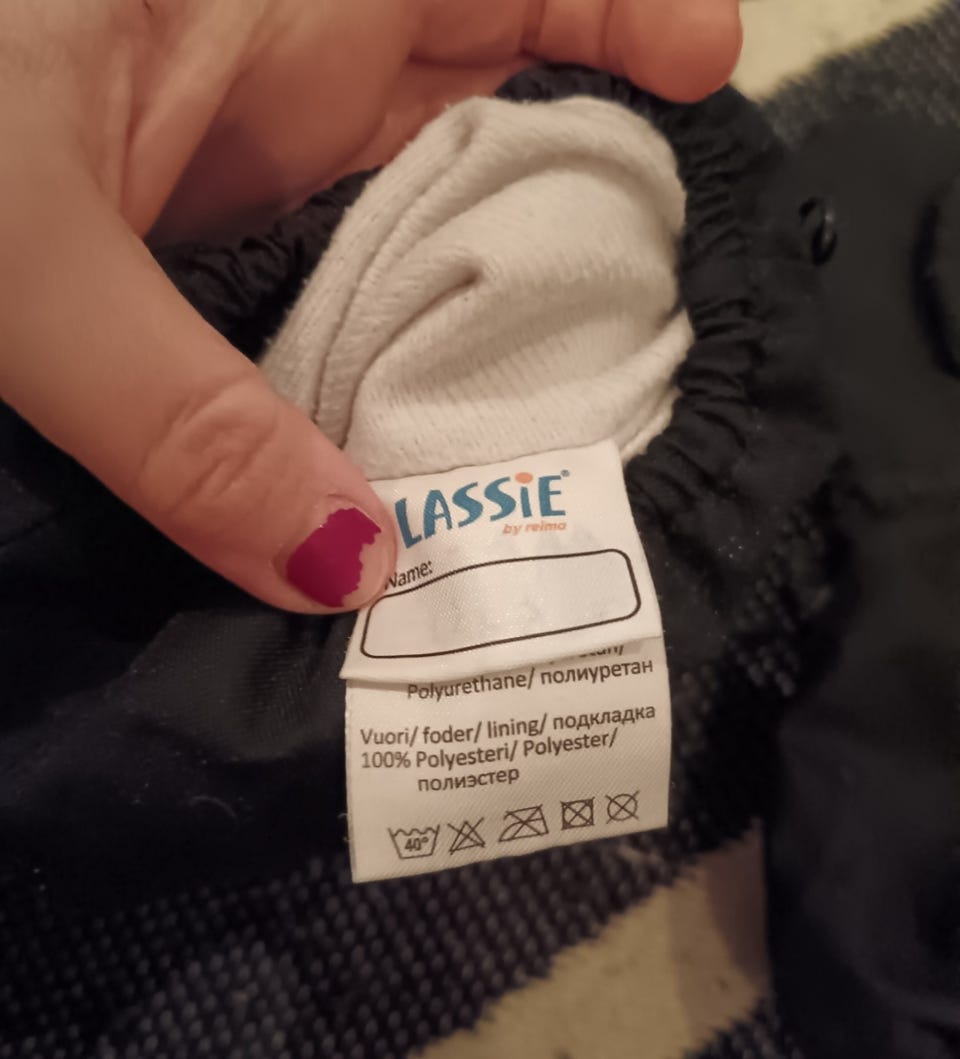 LASSiE®
by reima
Name:
Polyurethane/ полиуретан
Vuori/ foder/ lining/ подкладка
100% Polyesteri/ Polyester/
полиэстер
40°